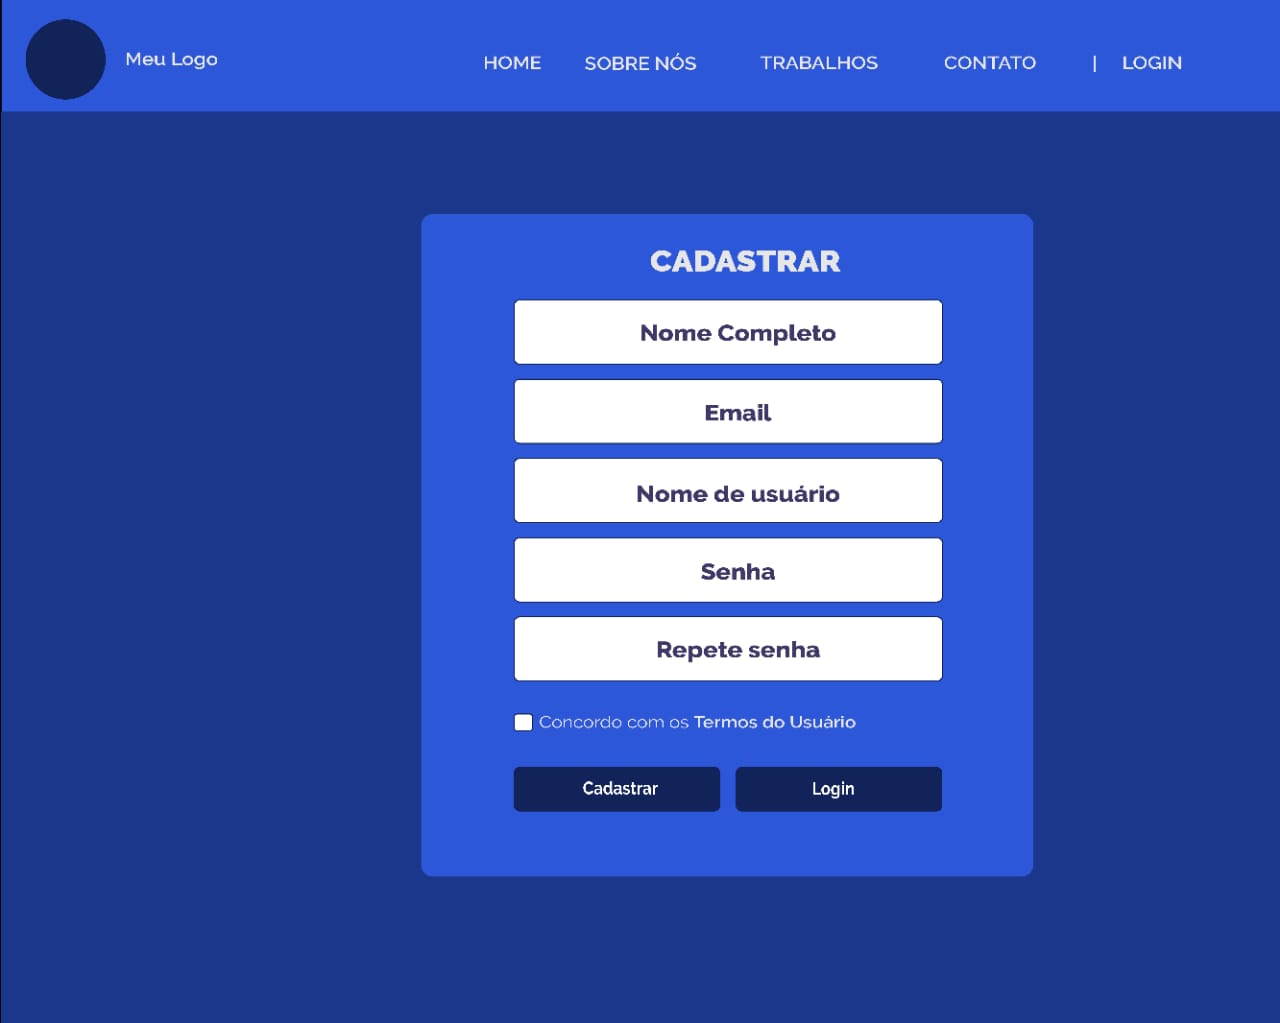 Meu Logo
HOME SOBRE NÓS TRABALHOS CONTATO | LOGIN
CADASTRAR
Nome Completo
Email
Nome de usuário
Senha
Repete senha
Concordo com os Termos do Usuário
Cadastrar Login